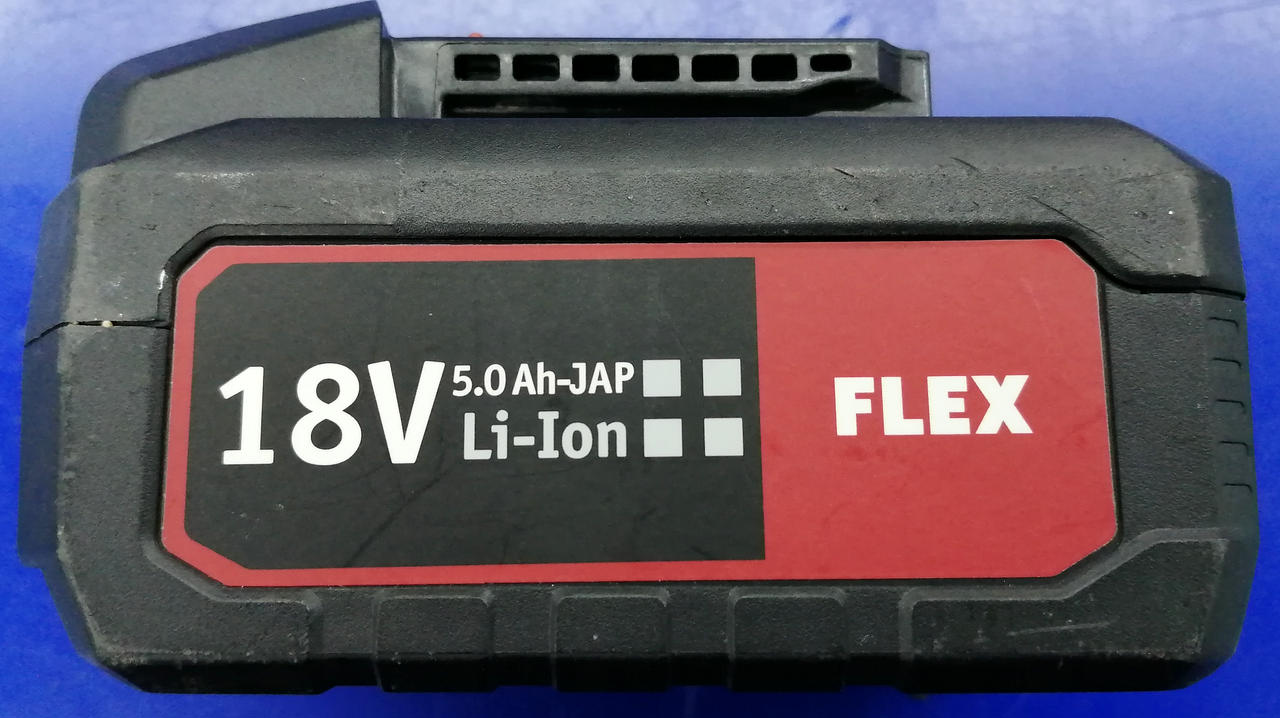 18V
5.0 Ah-JAP
Li-Ion
FLEX